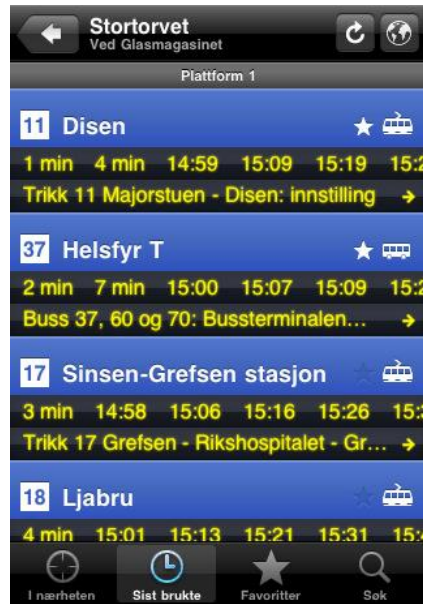 Stortorvet
Ved Glasmagasinet
Plattform 1
11 Disen
1 min 4 min 14:59 15:09 15:19
Trikk 11 Majorstuen - Disen: innstilling
37 Helsfyr T
2 min 7 min 15:00 15:07 15:09
Buss 37, 60 og 70: Bussterminalen...
17 Sinsen-Grefsen stasjon
3 min 14:58 15:06 15:16 15:26
Trikk 17 Grefsen - Rikshospitalet - Gr...
18 Ljabru
4 min 15:01 15:13 15:21 15:31
I nærheten Sist brukte Favoritter Søk